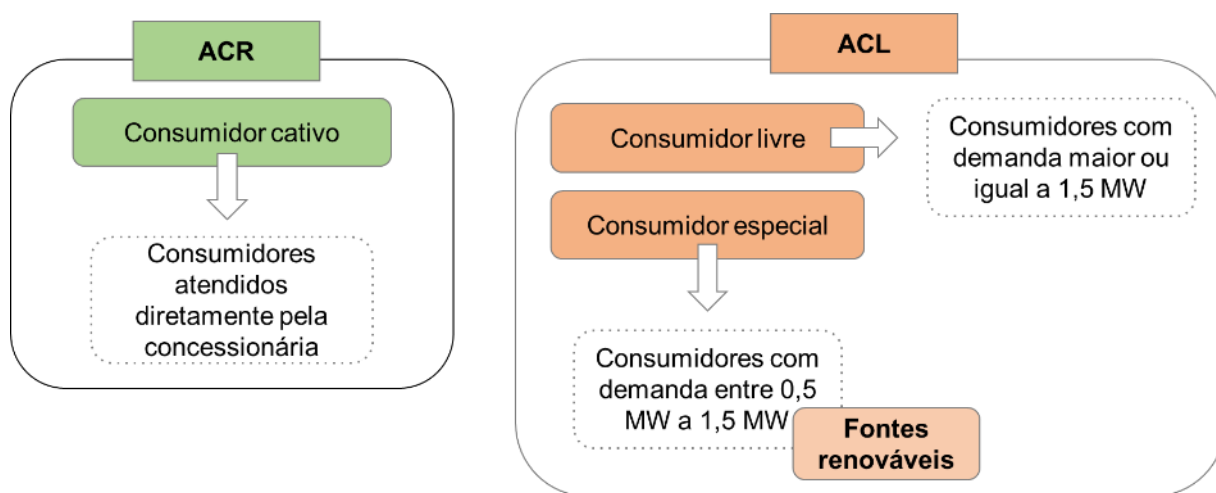 ACR
Consumidor cativo
Consumidores
atendidos
diretamente pela
concessionária
ACL
Consumidor livre
Consumidores com
demanda maior ou
igual a 1,5 MW
Consumidor especial
Consumidores com
demanda entre 0,5
MW a 1,5 MW
Fontes
renováveis